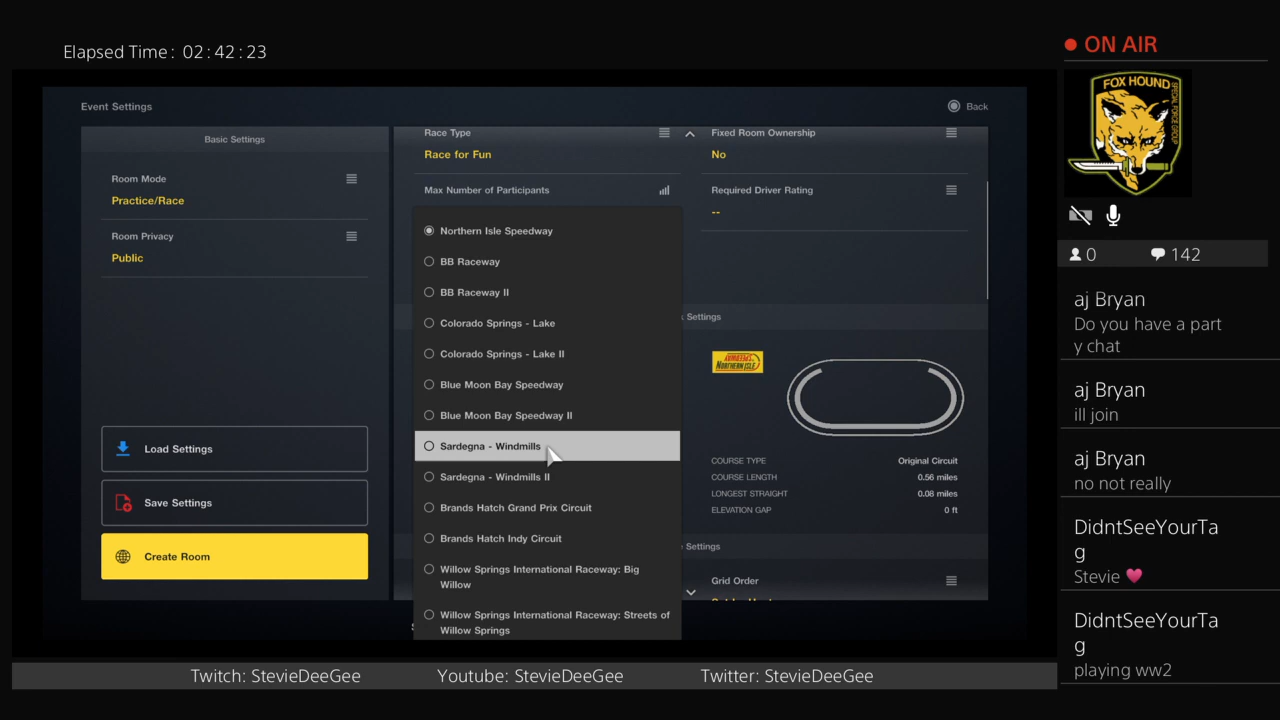 Elapsed Time: 02:42:23
ON AIR
FOX HOUND
SPECIAL FORCE GROUP
Event Settings
Back
Basic Settings
Room Mode
Practice/Race
Room Privacy
Public
Load Settings
Save Settings
Create Room
Race Type
Race for Fun
Max Number of Participants
Northern Isle Speedway
BB Raceway
BB Raceway II
Colorado Springs - Lake
Colorado Springs - Lake II
Blue Moon Bay Speedway
Blue Moon Bay Speedway II
Sardegna - Windmills
Sardegna - Windmills II
Brands Hatch Grand Prix Circuit
Brands Hatch Indy Circuit
Willow Springs International Raceway: Big
Willow
Willow Springs International Raceway: Streets of
Willow Springs
Fixed Room Ownership
No
Required Driver Rating
--
Settings
NORTHERN ISLE
COURSE TYPE Original Circuit
COURSE LENGTH 0.56 miles
LONGEST STRAIGHT 0.08 miles
ELEVATION GAP 0 ft
Settings
Grid Order
0 142
aj Bryan
Do you have a part
y chat
aj Bryan
ill join
aj Bryan
no not really
DidntSeeYourTa
g
Stevie
DidntSeeYourTa
g
playing ww2
Twitch: StevieDeeGee Youtube: StevieDeeGee Twitter: StevieDeeGee